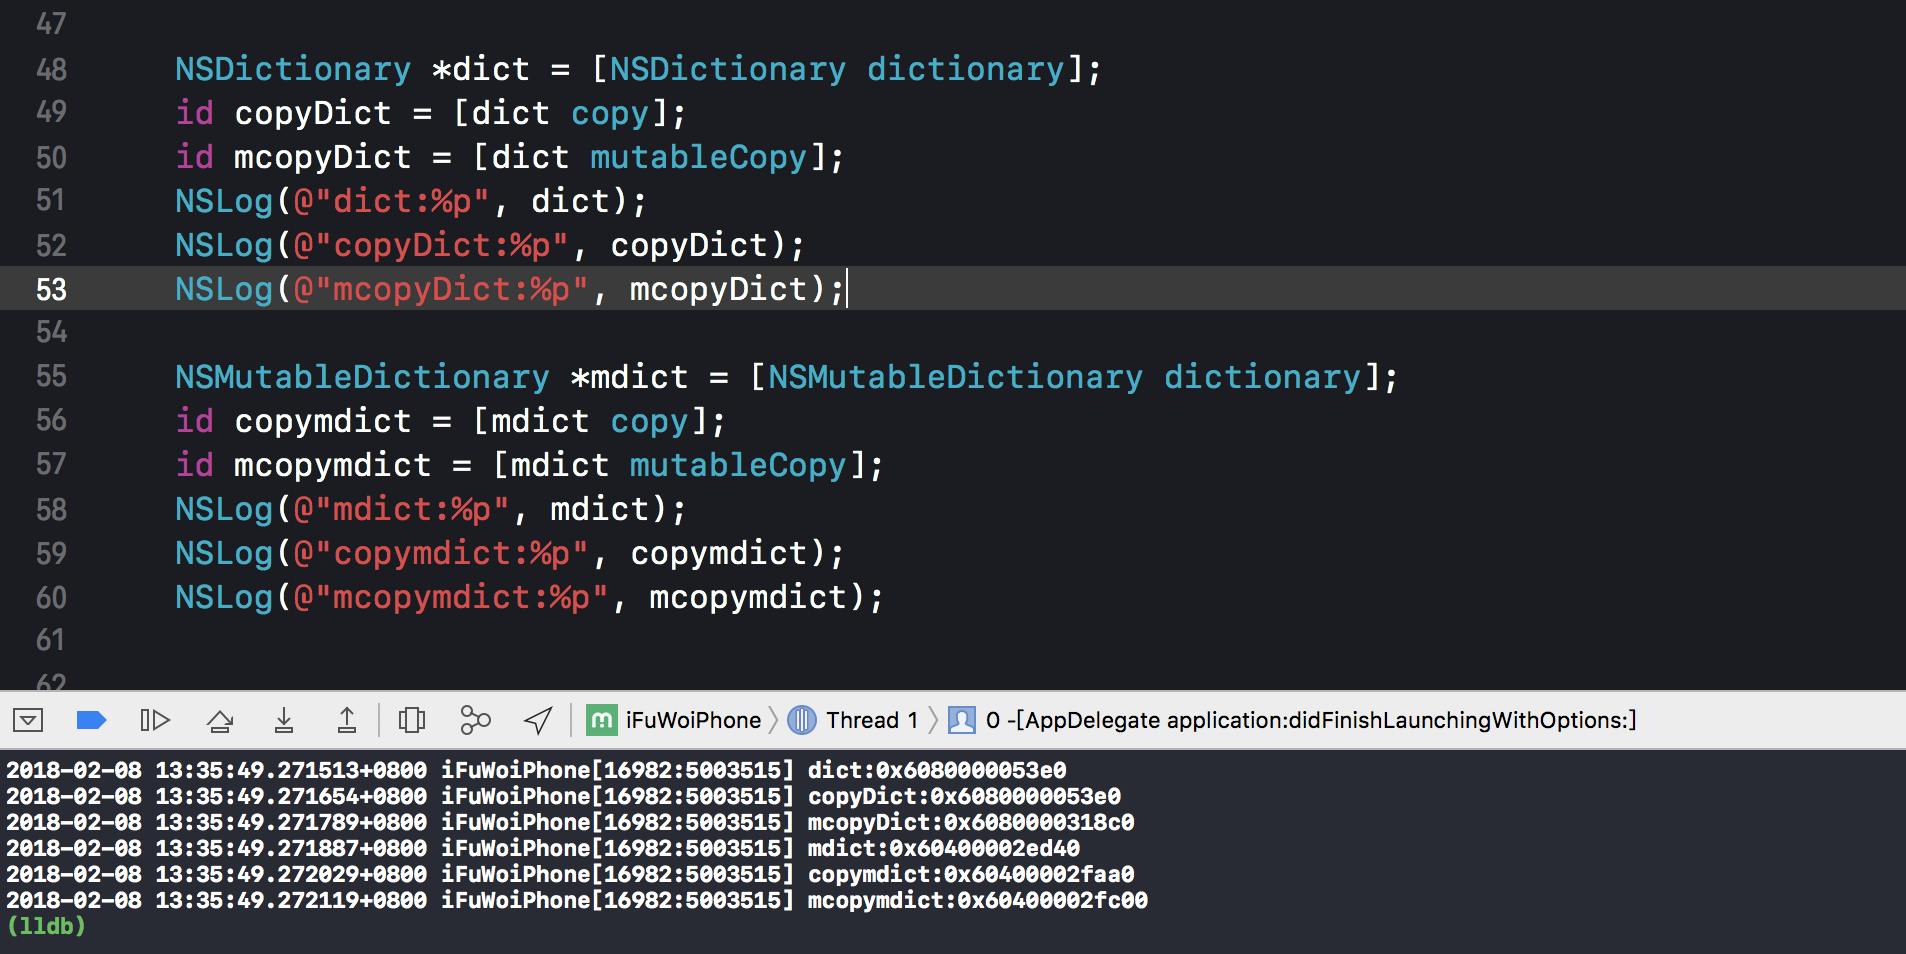 47
48 NSDictionary *dict = [NSDictionary dictionary];
49 id copyDict = [dict copy];
50 id mcopyDict = [dict mutableCopy];
51 NSLog(@"dict:%p", dict);
52 NSLog(@"copyDict:%p", copyDict);
53 NSLog(@"mcopyDict:%p", mcopyDict);
54
55 NSMutableDictionary *mdict = [NSMutableDictionary dictionary];
56 id copymdict = [mdict copy];
57 id mcopymdict = [mdict mutableCopy];
58 NSLog(@"mdict:%p", mdict);
59 NSLog(@"copymdict:%p", copymdict);
60 NSLog(@"mcopymdict:%p", mcopymdict);
61
62
iFuWoiPhone Thread 1 0 -[AppDelegate application:didFinishLaunchingWithOptions:]
2018-02-08 13:35:49.271513+0800 iFuWoiPhone[16982:5003515] dict:0x6080000053e0
2018-02-08 13:35:49.271654+0800 iFuWoiPhone[16982:5003515] copyDict:0x6080000053e0
2018-02-08 13:35:49.271789+0800 iFuWoiPhone[16982:5003515] mcopyDict:0x6080000318c0
2018-02-08 13:35:49.271887+0800 iFuWoiPhone[16982:5003515] mdict:0x60400002ed40
2018-02-08 13:35:49.272029+0800 iFuWoiPhone[16982:5003515] copymdict:0x60400002faa0
2018-02-08 13:35:49.272119+0800 iFuWoiPhone[16982:5003515] mcopymdict:0x60400002fc00
(lldb)